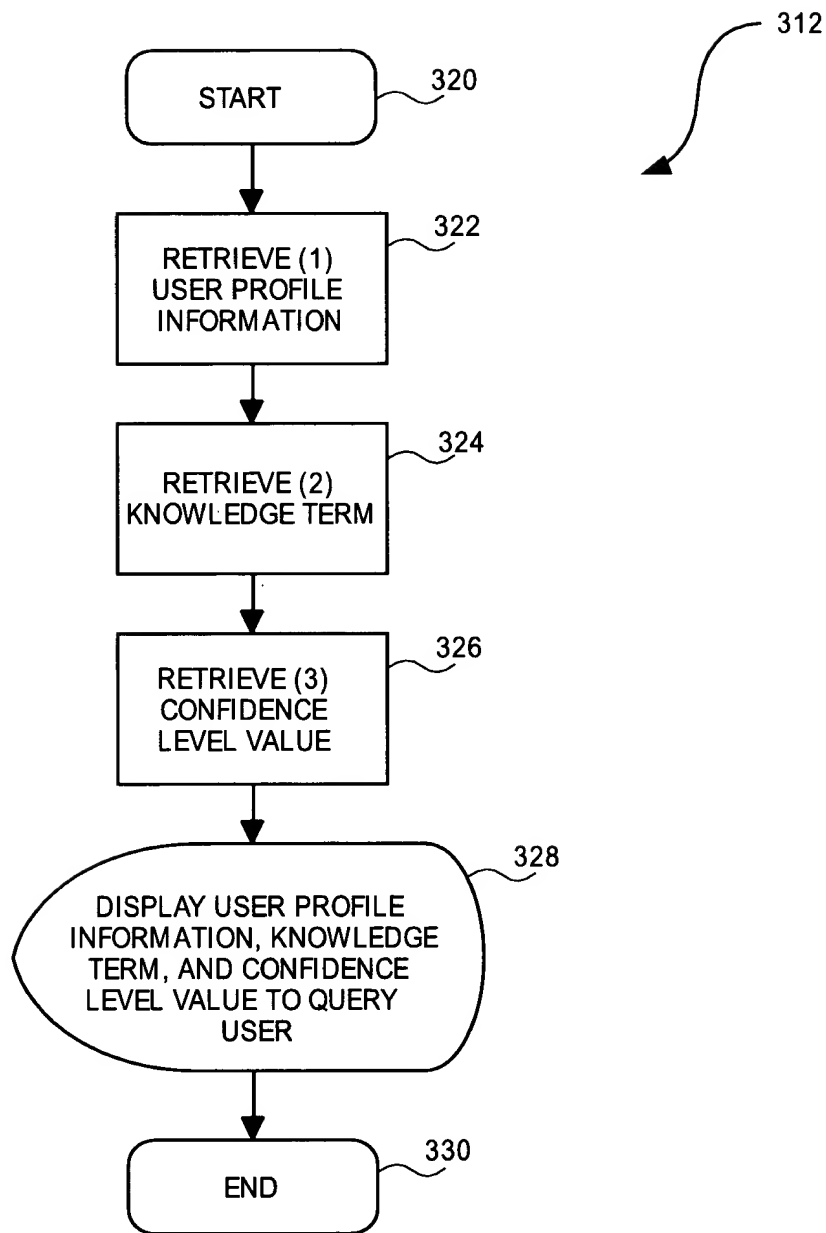 312
START
320
RETRIEVE (1)
USER PROFILE
INFORMATION
322
RETRIEVE (2)
KNOWLEDGE TERM
324
RETRIEVE (3)
CONFIDENCE
LEVEL VALUE
326
DISPLAY USER PROFILE
INFORMATION, KNOWLEDGE
TERM, AND CONFIDENCE
LEVEL VALUE TO QUERY
USER
328
END
330